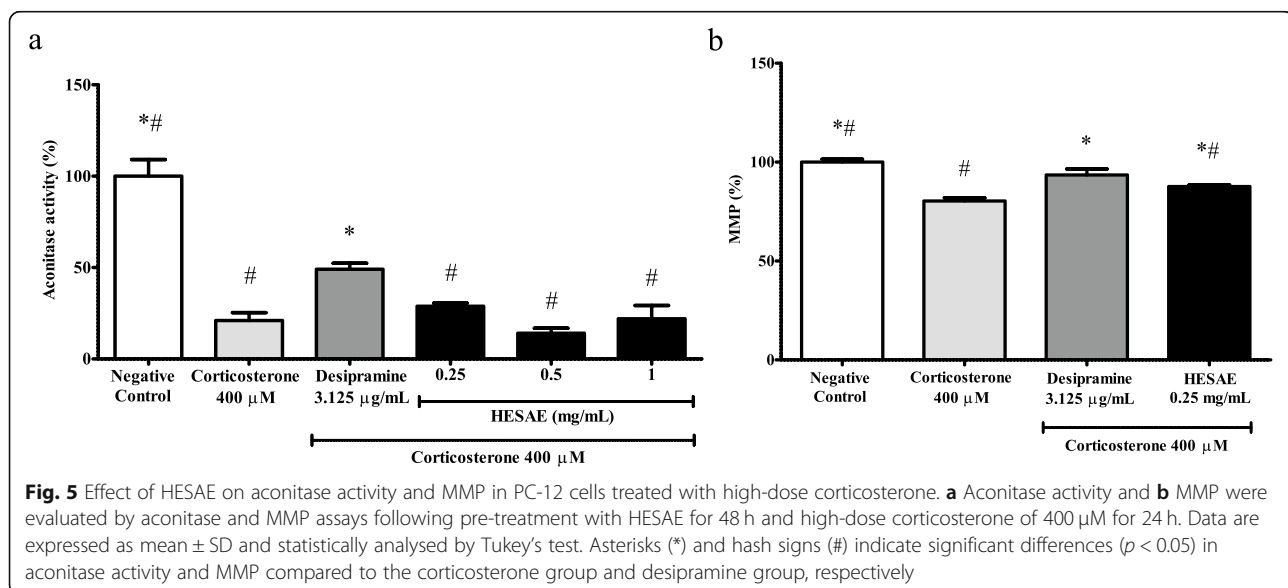 a
150
100
50
0
Aconitase activity (%)
*#
#
*
#
#
#
Negative Control
Corticosterone 400 μM
Desipramine 3.125 μg/mL
0.25
0.5
1
HESAE (mg/mL)
Corticosterone 400 μM
b
150
100
50
0
MMP (%)
*#
#
*
*#
Negative Control
Corticosterone 400 μM
Desipramine 3.125 μg/mL
HESAE 0.25 mg/mL
Corticosterone 400 μM
Fig. 5 Effect of HESAE on aconitase activity and MMP in PC-12 cells treated with high-dose corticosterone. a Aconitase activity and b MMP were
evaluated by aconitase and MMP assays following pre-treatment with HESAE for 48 h and high-dose corticosterone of 400 μM for 24 h. Data are
expressed as mean ± SD and statistically analysed by Tukey's test. Asterisks (*) and hash signs (#) indicate significant differences (p < 0.05) in
aconitase activity and MMP compared to the corticosterone group and desipramine group, respectively